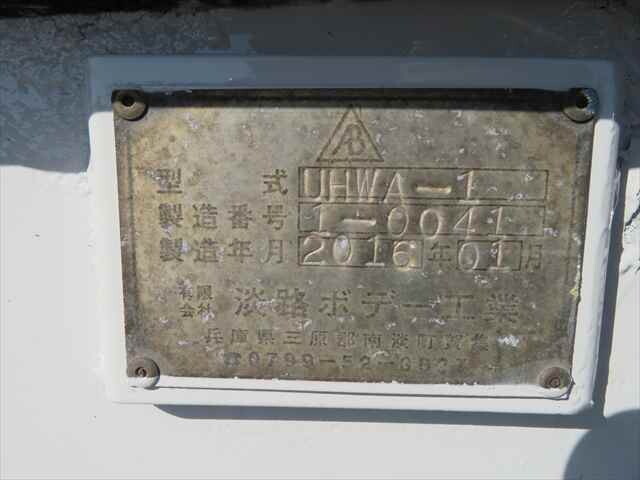 AB
型 式 UHWA-1
製造番号 1-0041
製造年月 2016年01月
有限会社 淡路ボデー工業
兵庫県三原郡南淡町賀集
☎0799-52-